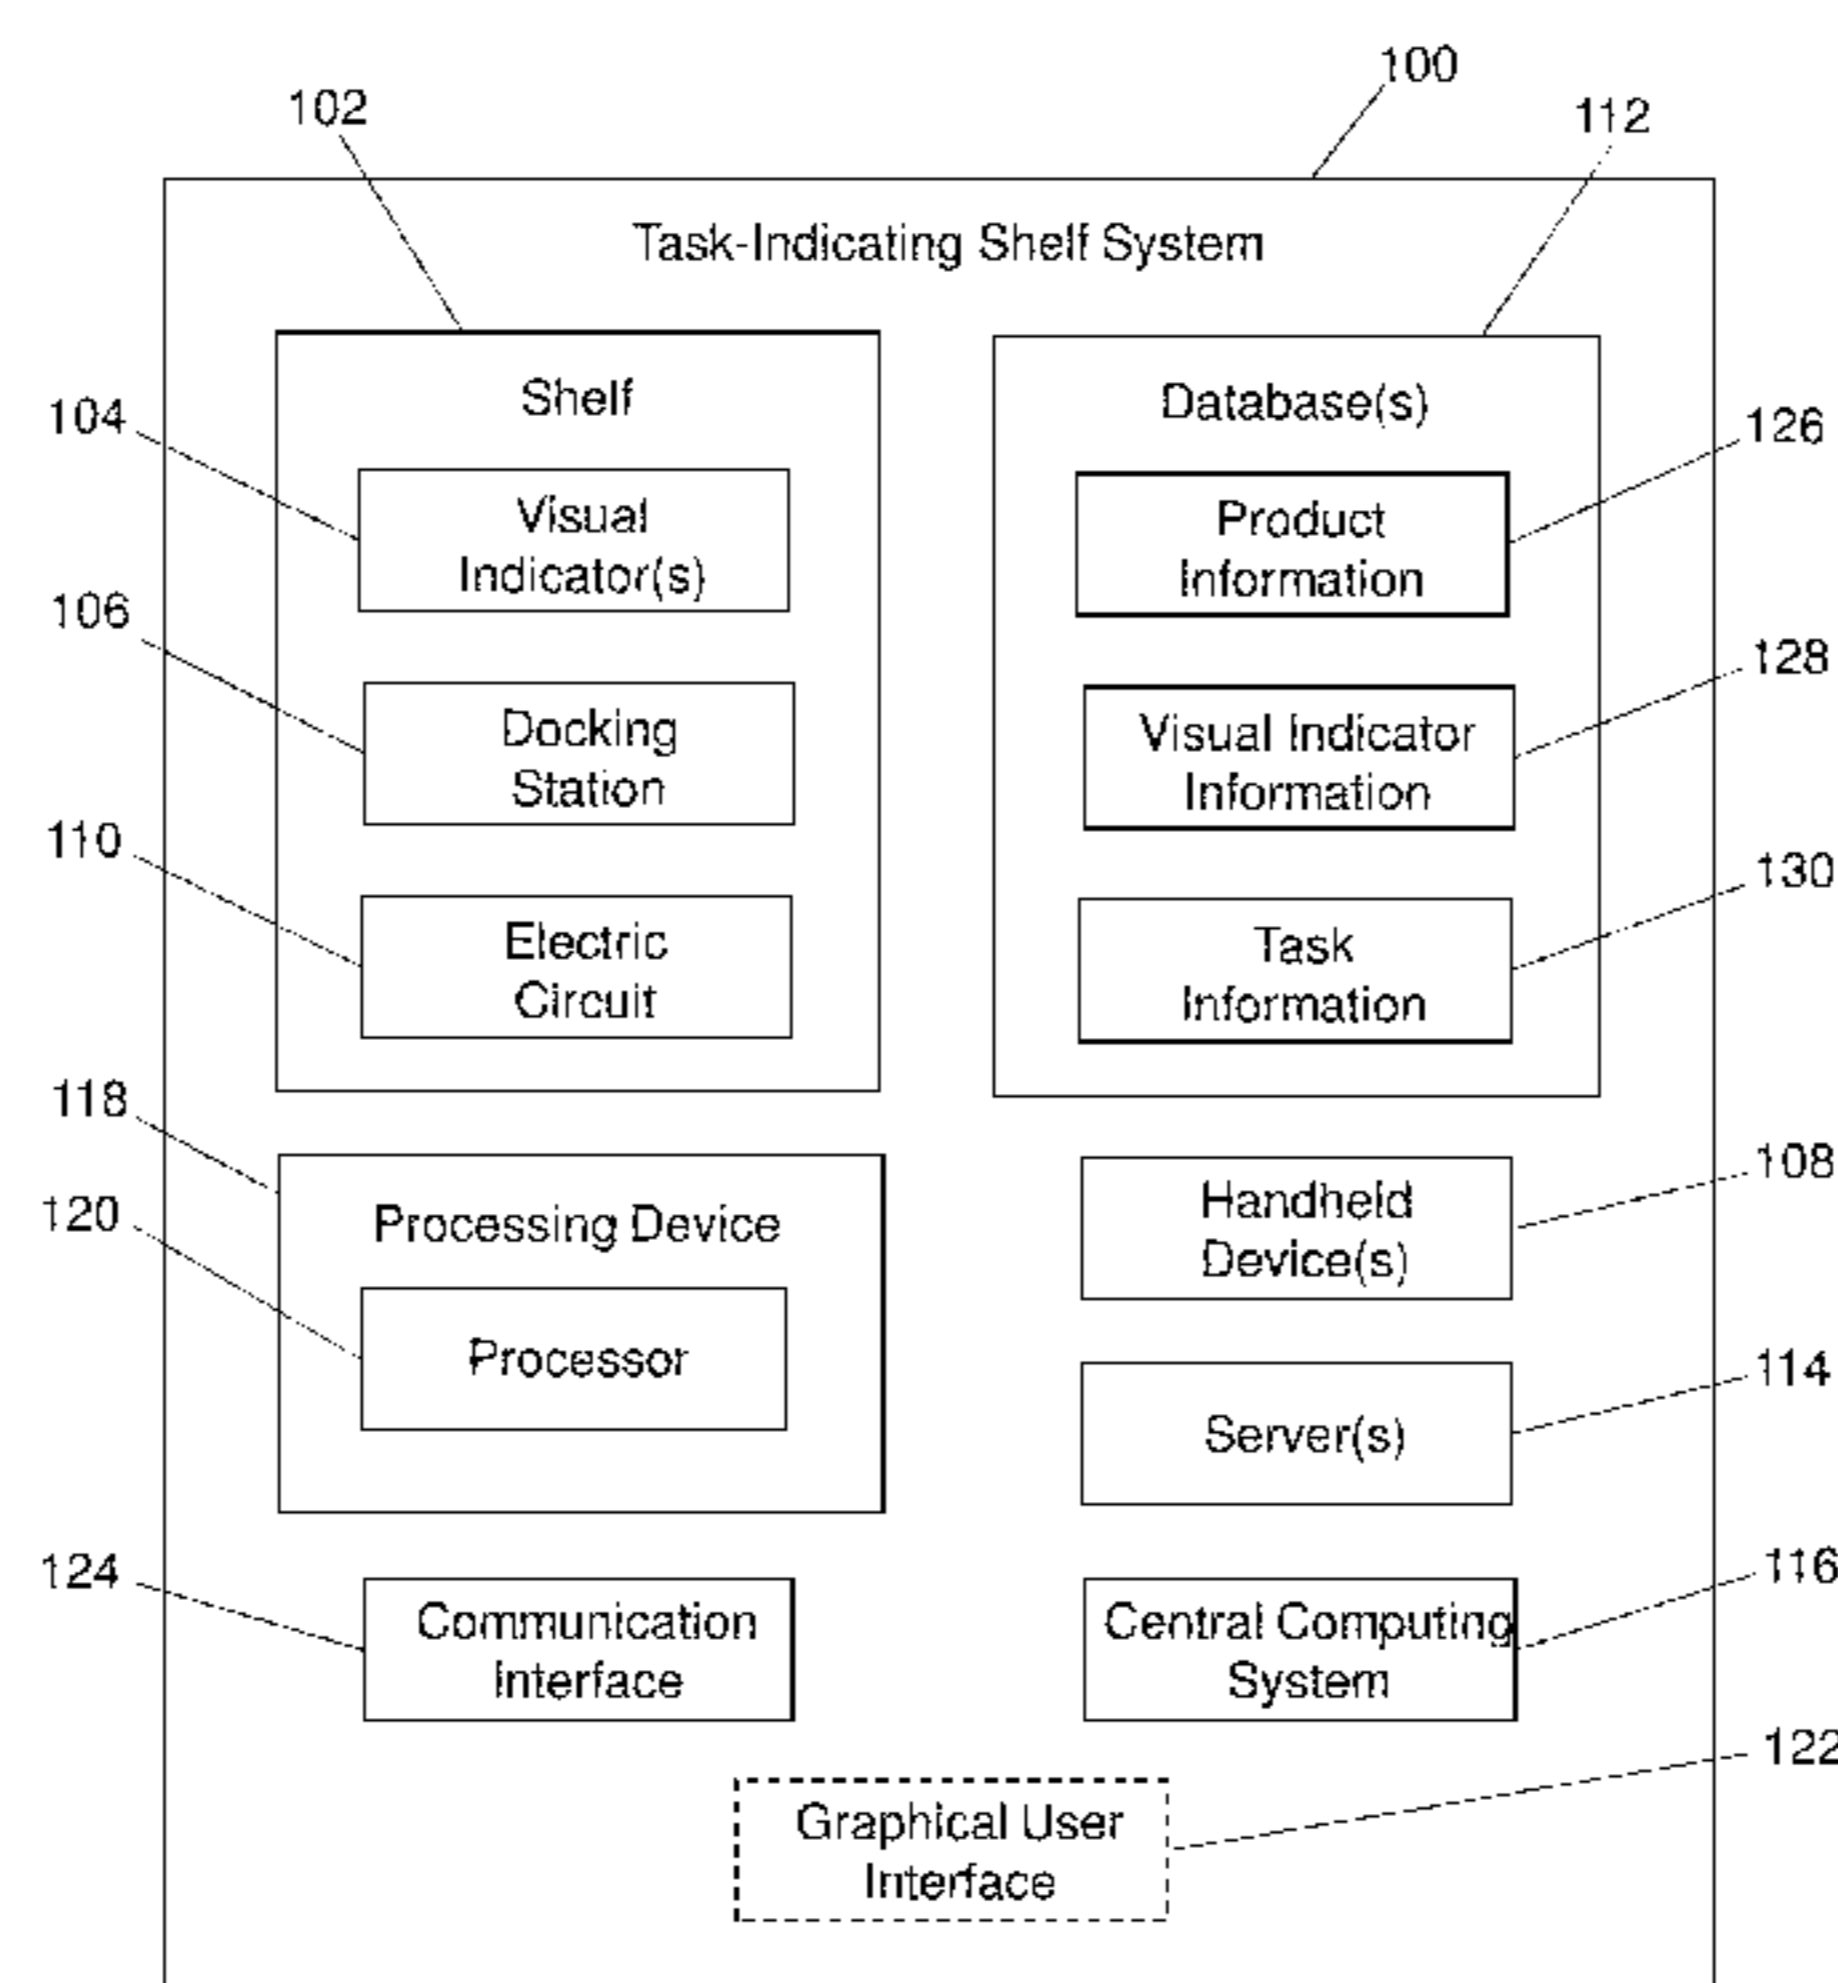 100
102
112
Task-Indicating Shelf System
Shelf
Database(s)
104
126
Visual
Indicator(s)
Product
Information
106
128
Docking
Station
Visual Indicator
Information
110
130
Electric
Circuit
Task
Information
118
108
Processing Device
Handheld
Device(s)
120
Processor
114
Server(s)
124
116
Communication
Interface
Central Computing
System
122
Graphical User
Interface